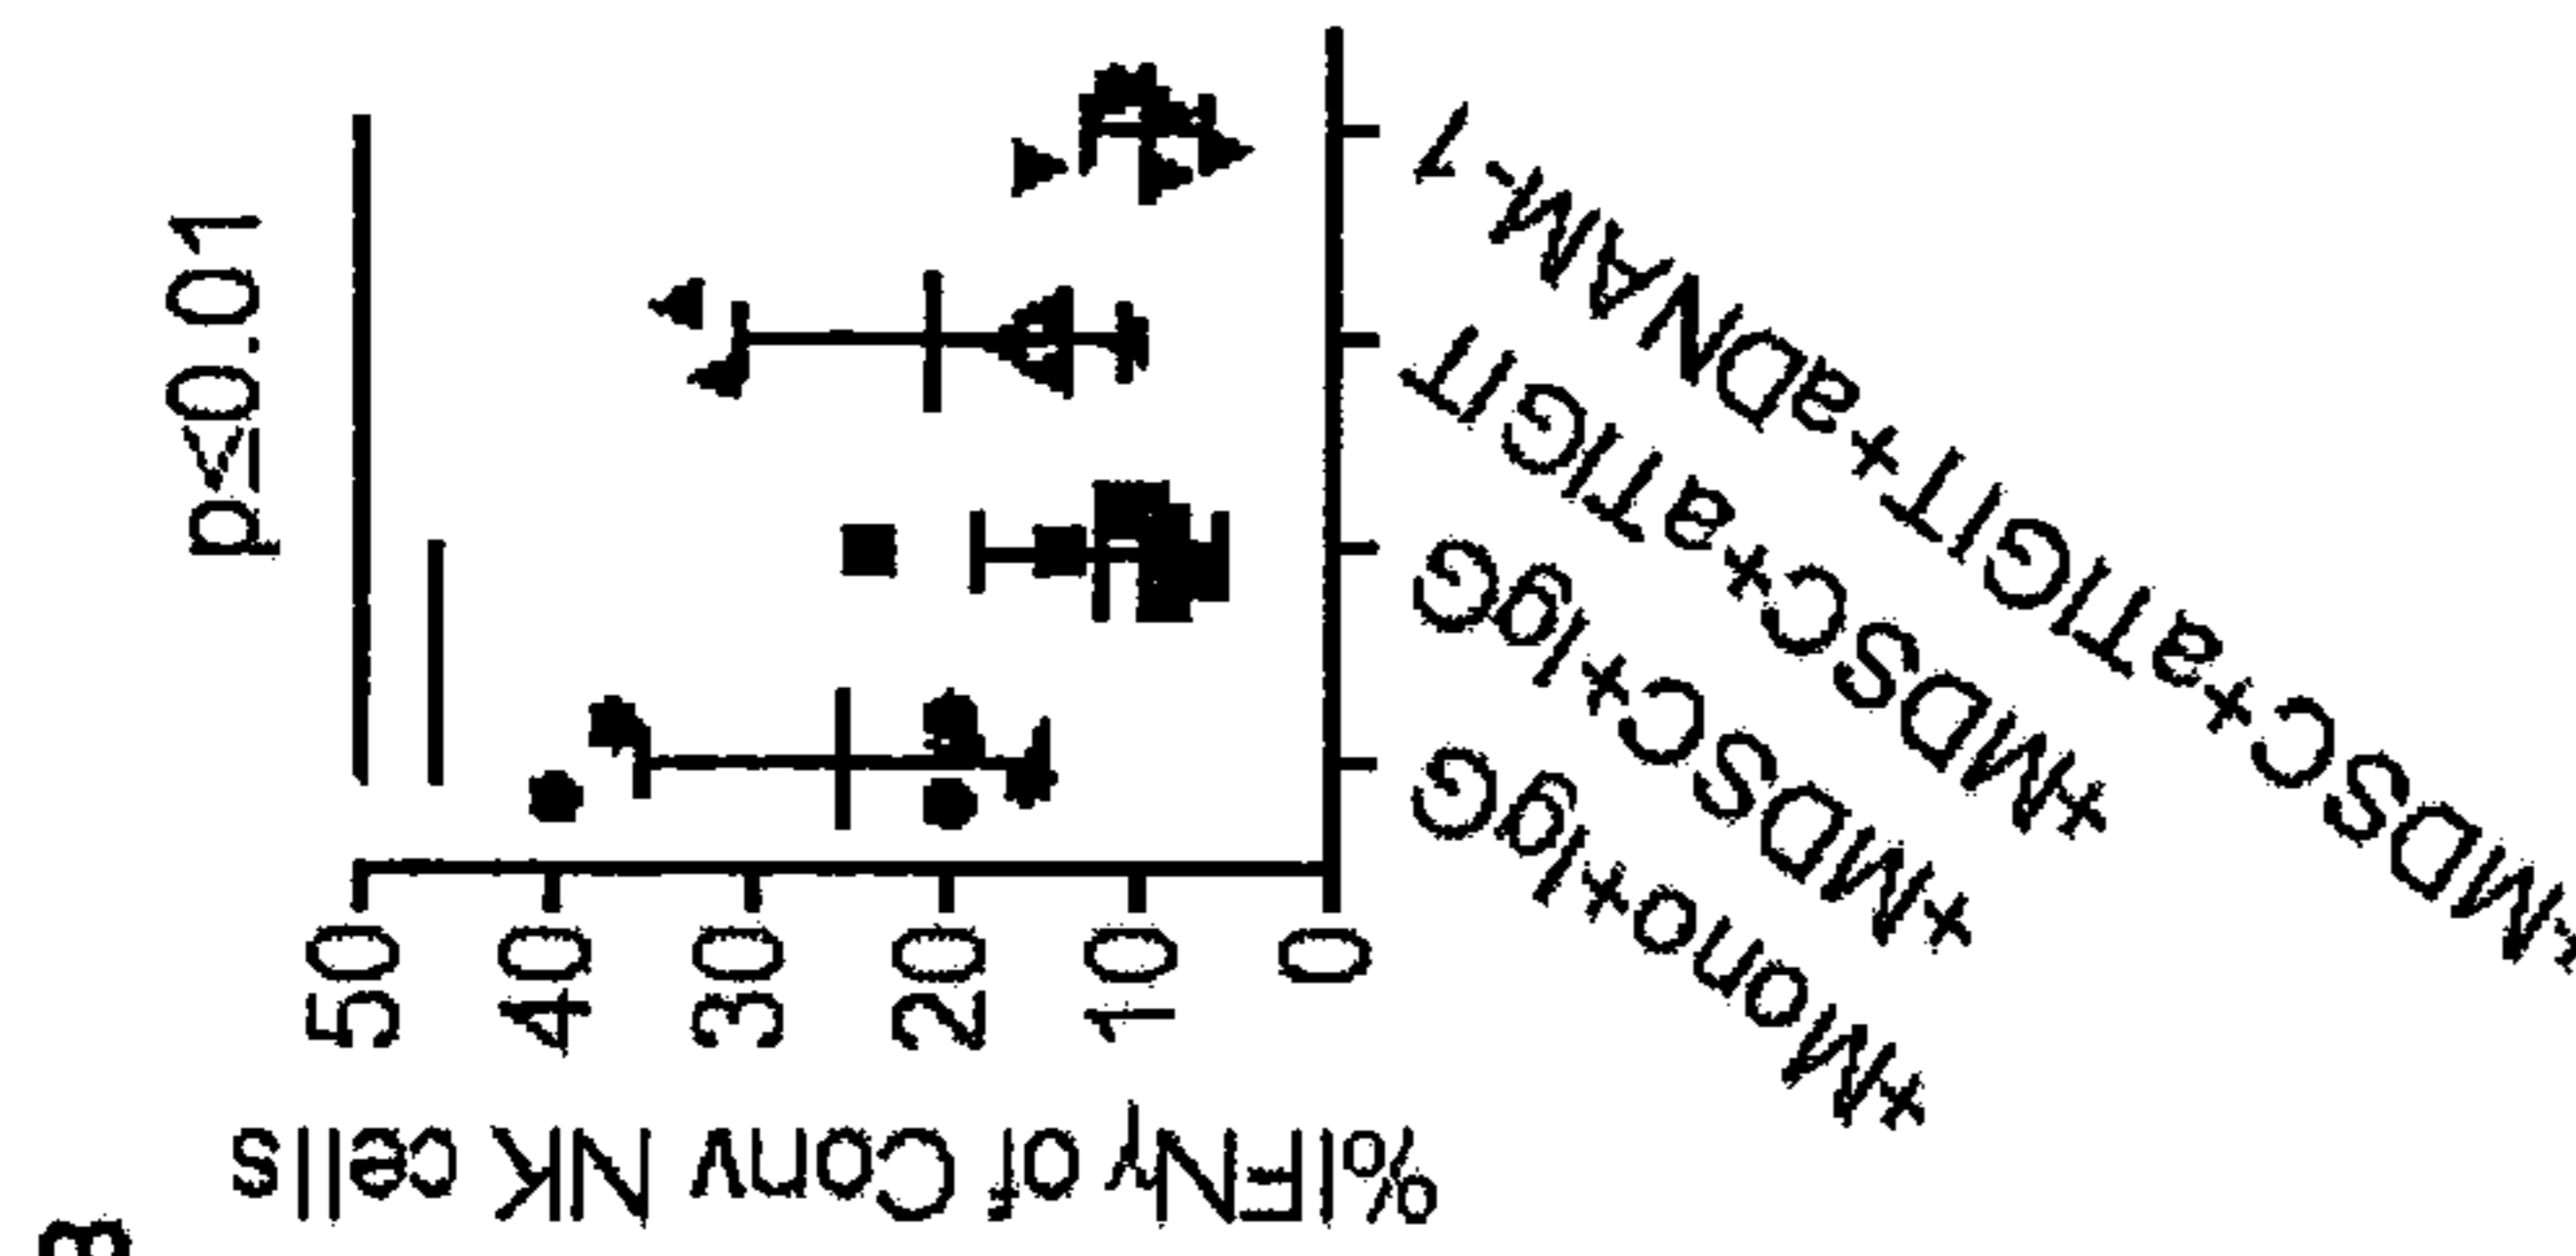 B
p≤0.01
%IFNγ of Conv NK cells
50
40
30
20
10
0
+Mono+IgG
+MDSC+IgG
+MDSC+aTIGIT
+MDSC+aTIGIT+aDNAM-1